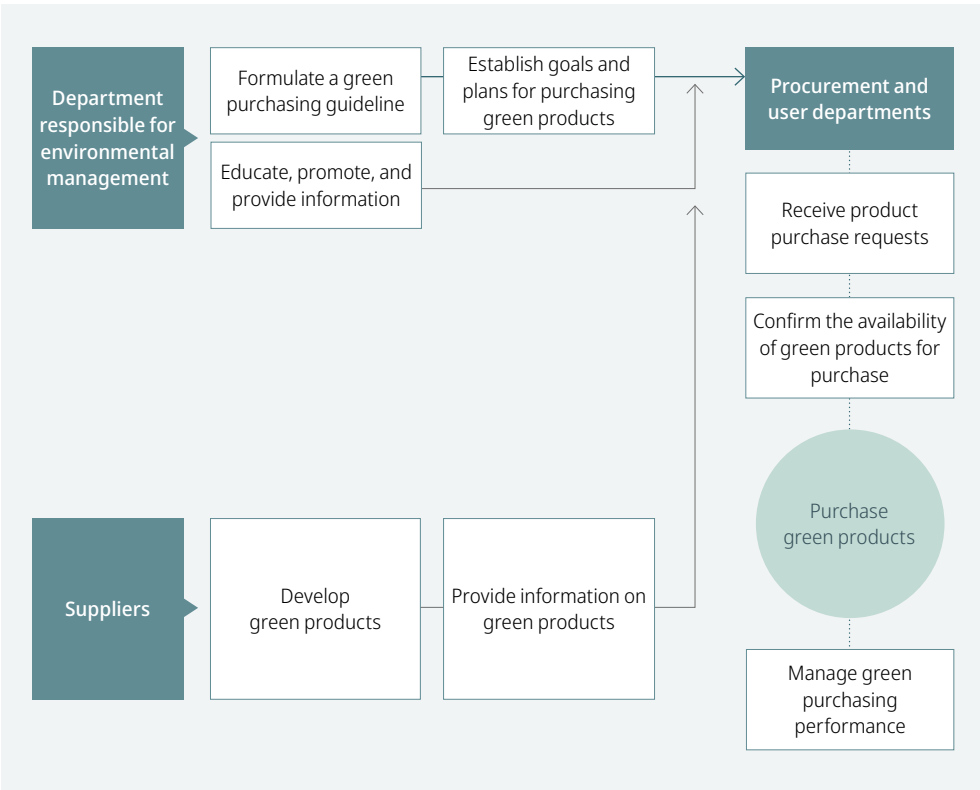 Department
responsible for
environmental
management
Formulate a green
purchasing guideline
Establish goals and
plans for purchasing
green products
Educate, promote, and
provide information
Procurement and
user departments
Receive product
purchase requests
Confirm the availability
of green products for
purchase
Purchase
green products
Manage green
purchasing
performance
Suppliers
Develop
green products
Provide information on
green products